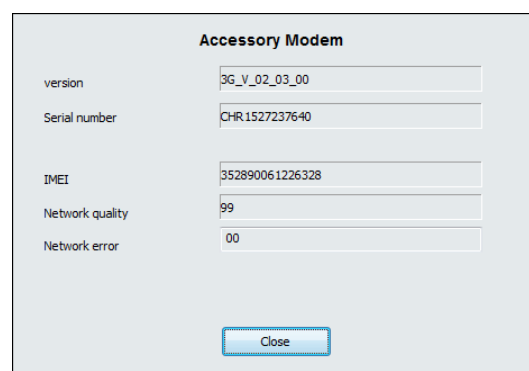 Accessory Modem
version 3G_V_02_03_00
Serial number CHR1527237640
IMEI 352890061226328
Network quality 99
Network error 00
Close